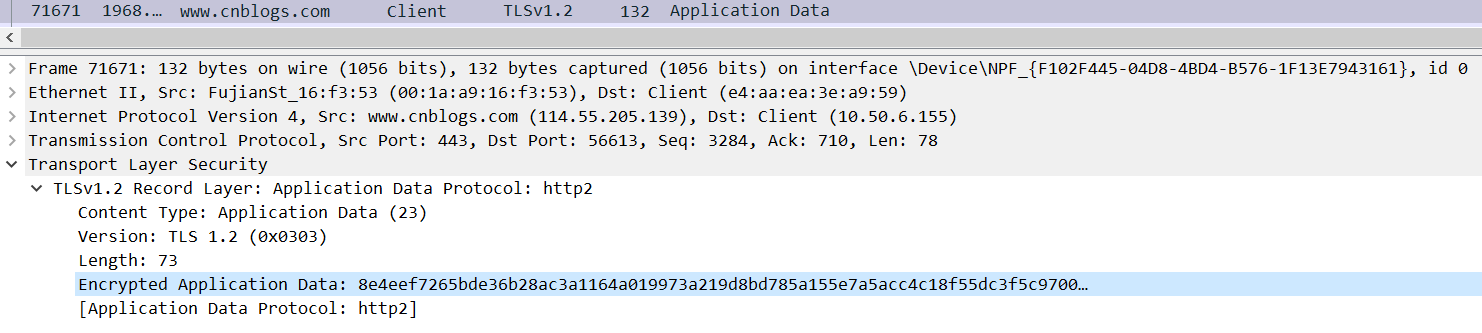 71671 1968.… www.cnblogs.com Client TLSv1.2 132 Application Data
Frame 71671: 132 bytes on wire (1056 bits), 132 bytes captured (1056 bits) on interface \Device\NPF_{F102F445-04D8-4BD4-B576-1F13E7943161}, id 0
Ethernet II, Src: FujianSt_16:f3:53 (00:1a:a9:16:f3:53), Dst: Client (e4:aa:ea:3e:a9:59)
Internet Protocol Version 4, Src: www.cnblogs.com (114.55.205.139), Dst: Client (10.50.6.155)
Transmission Control Protocol, Src Port: 443, Dst Port: 56613, Seq: 3284, Ack: 710, Len: 78
Transport Layer Security
TLSv1.2 Record Layer: Application Data Protocol: http2
Content Type: Application Data (23)
Version: TLS 1.2 (0x0303)
Length: 73
Encrypted Application Data: 8e4eef7265bde36b28ac3a1164a019973a219d8bd785a155e7a5acc4c18f55dc3f5c9700…
[Application Data Protocol: http2]